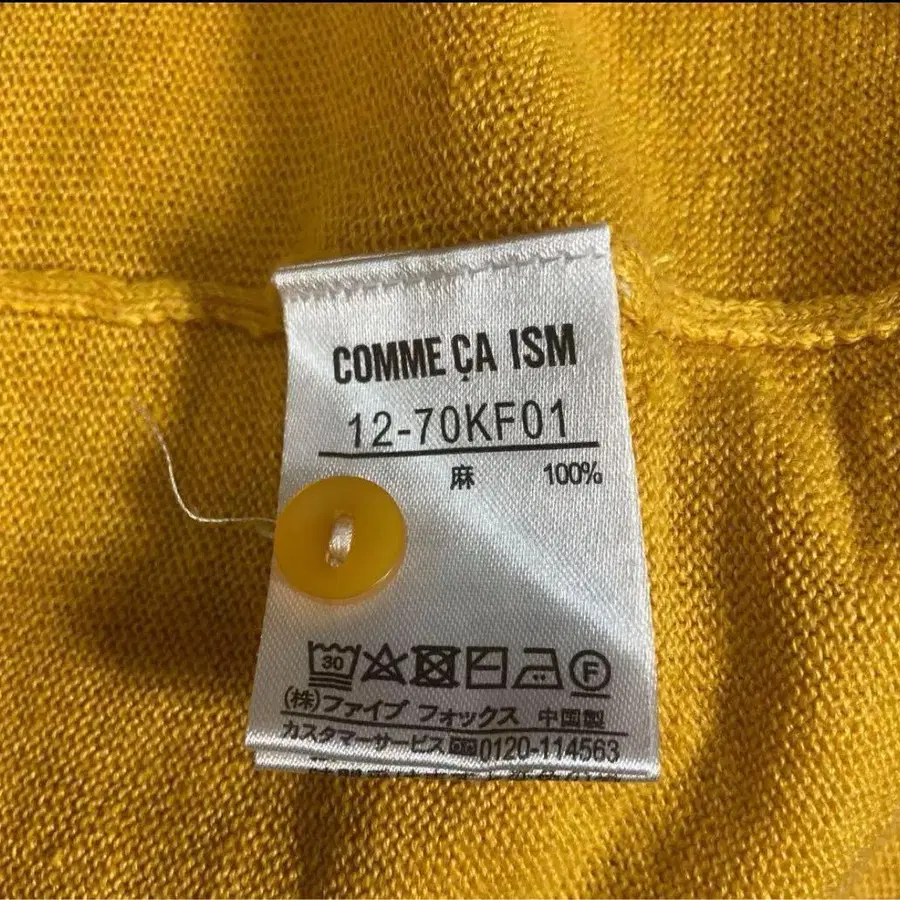 COMME ÇA ISM
12-70KF01
麻 100%
30 F
(株)ファイブ フォックス 中国製
カスタマーサービス 0120-114563